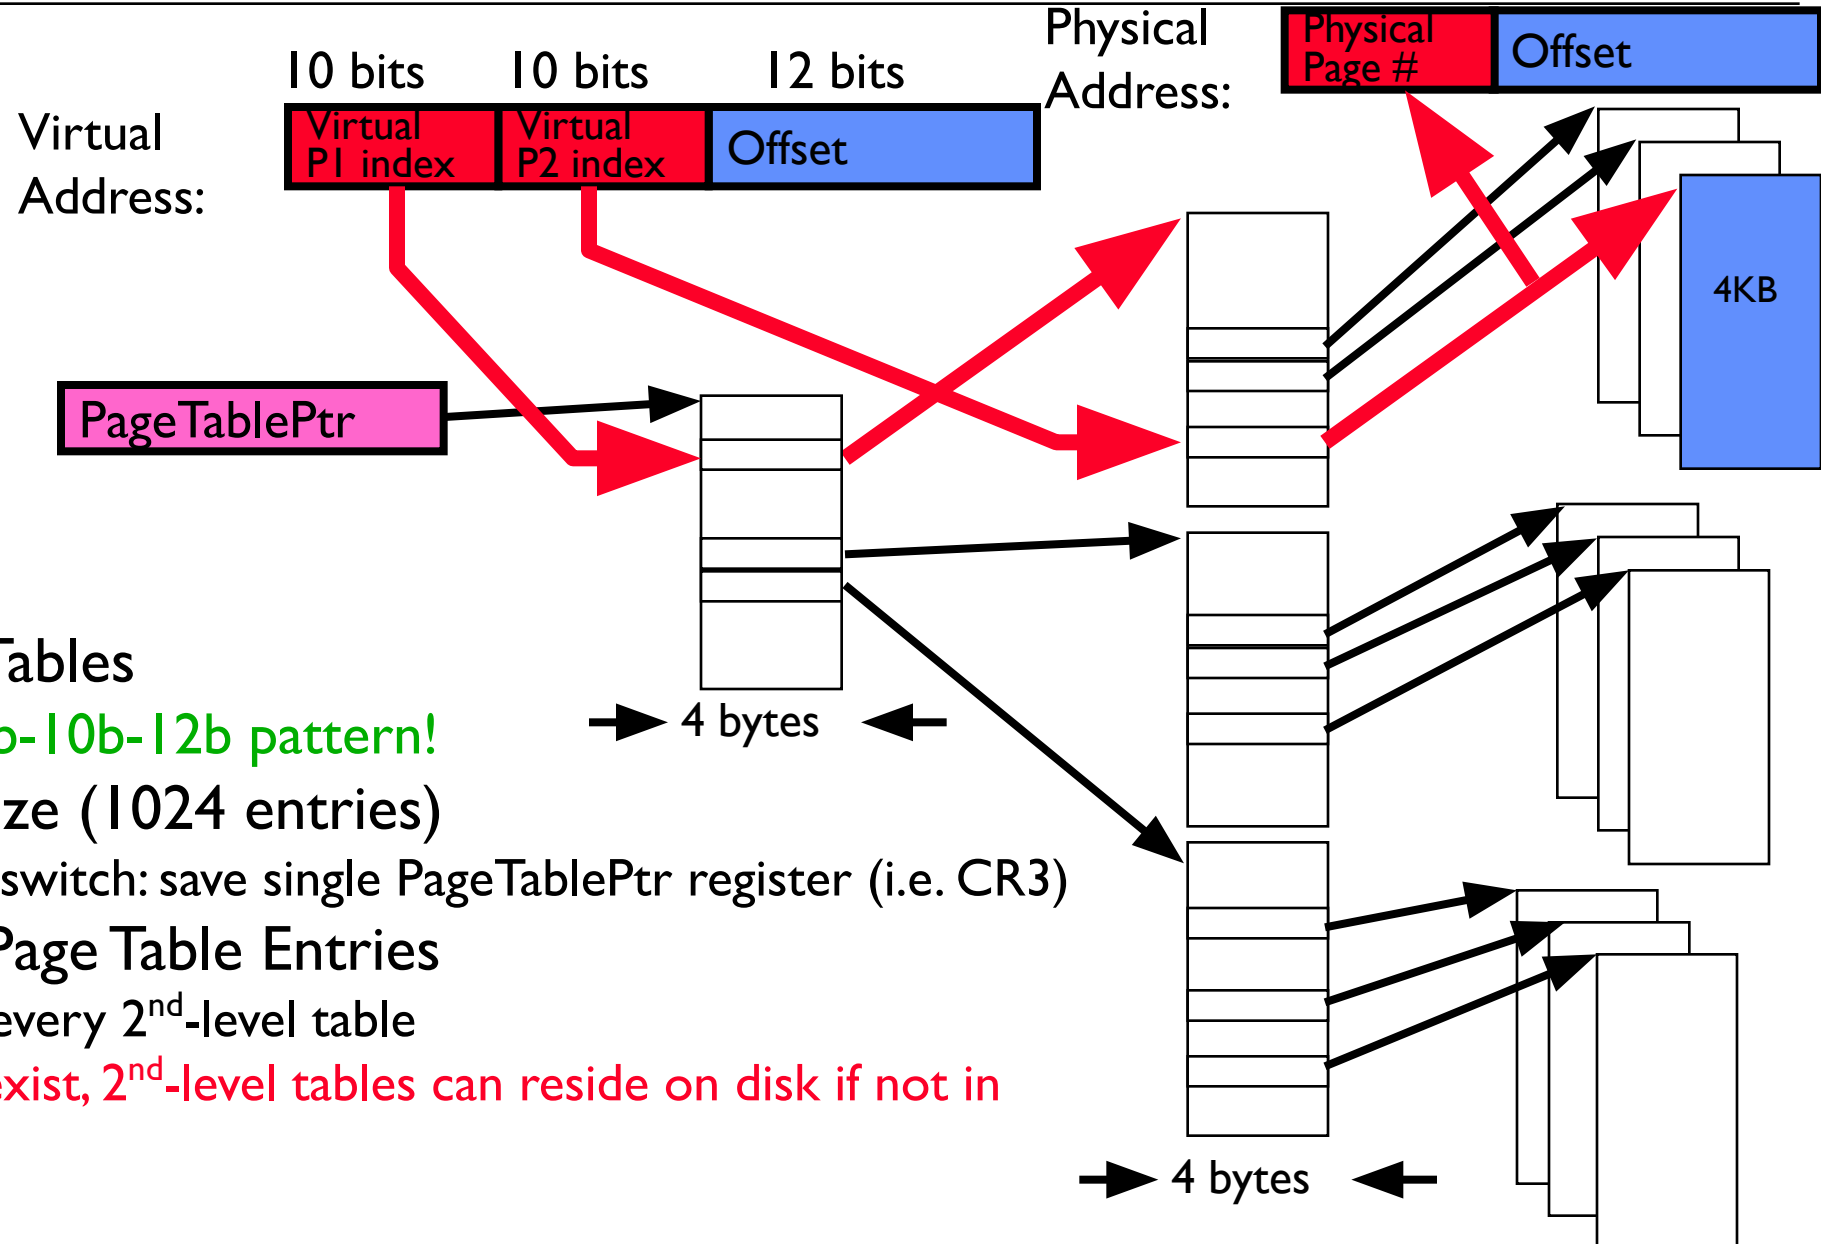 Physical
Address:
Physical
Page #
Offset
10 bits
10 bits
12 bits
Virtual
Address:
Virtual
P1 index
Virtual
P2 index
Offset
4KB
PageTablePtr
Tables
-10b-12b pattern!
4 bytes
ze (1024 entries)
switch: save single PageTablePtr register (i.e. CR3)
Page Table Entries
every 2nd-level table
exist, 2nd-level tables can reside on disk if not in
4 bytes